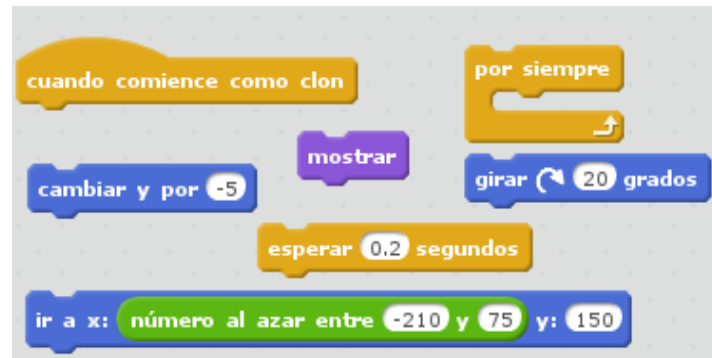 cuando comience como clon
por siempre
mostrar
cambiar y por -5
girar 20 grados
esperar 0.2 segundos
ir a x: número al azar entre -210 y 75 y: 150